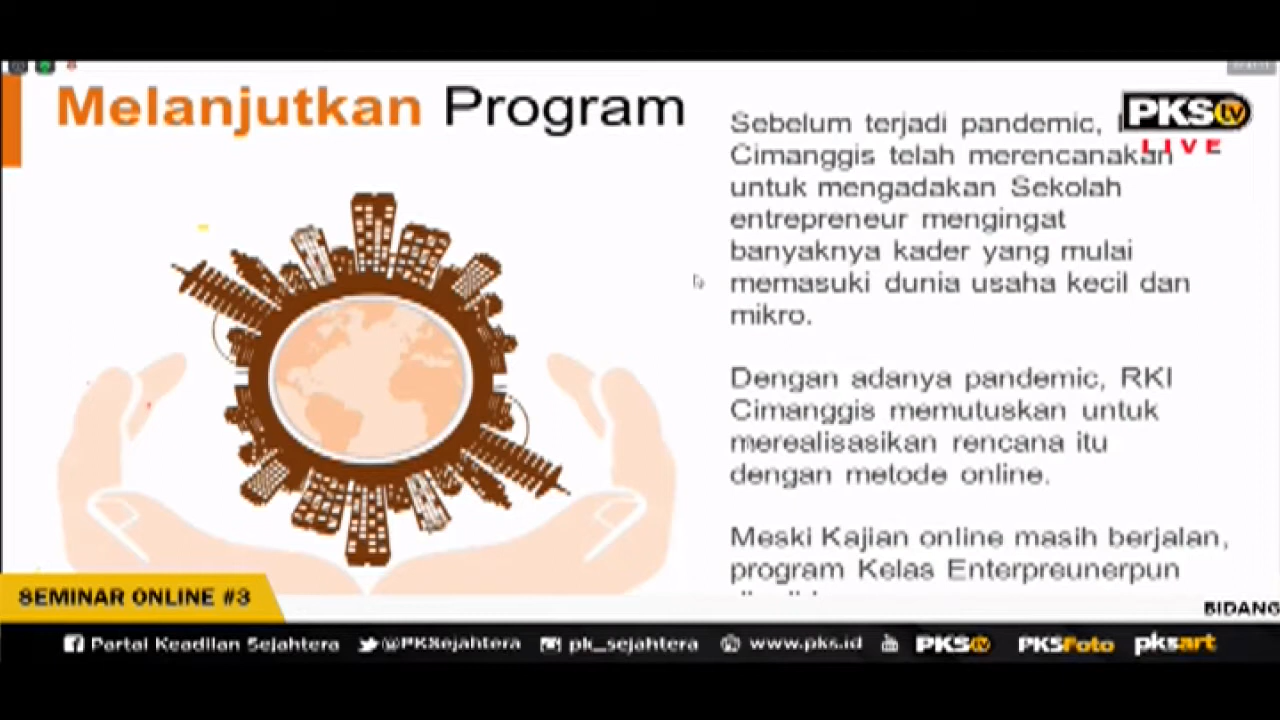 Melanjutkan Program
Sebelum terjadi pandemic,
Cimanggis telah merencanakan
untuk mengadakan Sekolah
entrepreneur mengingat
banyaknya kader yang mulai
memasuki dunia usaha kecil dan
mikro.
Dengan adanya pandemic, RKI
Cimanggis memutuskan untuk
merealisasikan rencana itu
dengan metode online.
Meski Kajian online masih berjalan,
program Kelas Enterpreunerpun
PKS TV
LIVE
SEMINAR ONLINE #3
BIDANG
Partai Keadilan Sejahtera @PKSejahtera pk_sejahtera www.pks.id PKS TV PKSFoto pksart